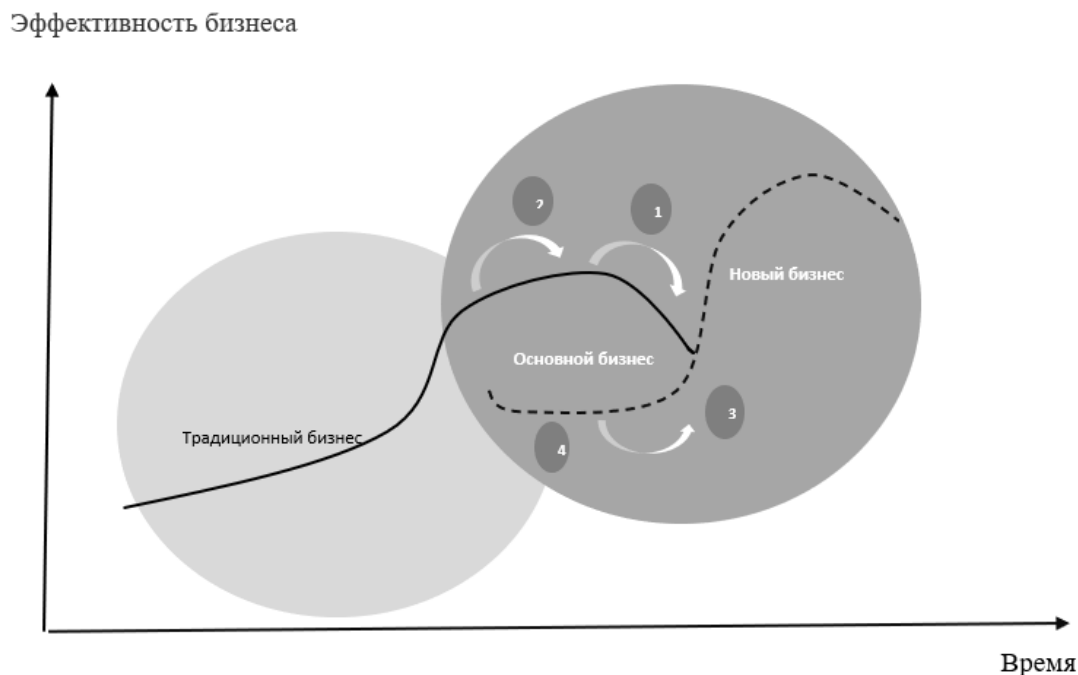 Эффективность бизнеса
2
1
Новый бизнес
Основной бизнес
3
Традиционный бизнес
4
Время